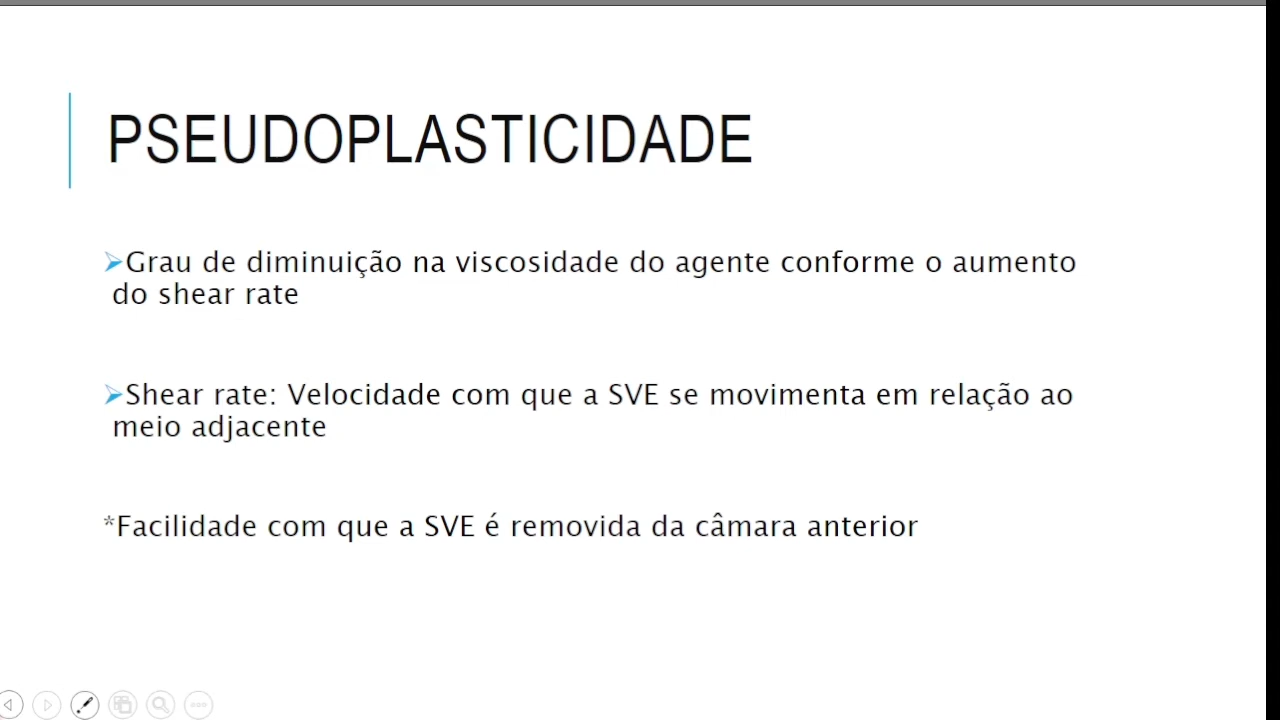 PSEUDOPLASTICIDADE
➢Grau de diminuição na viscosidade do agente conforme o aumento
do shear rate
➢Shear rate: Velocidade com que a SVE se movimenta em relação ao
meio adjacente
*Facilidade com que a SVE é removida da câmara anterior